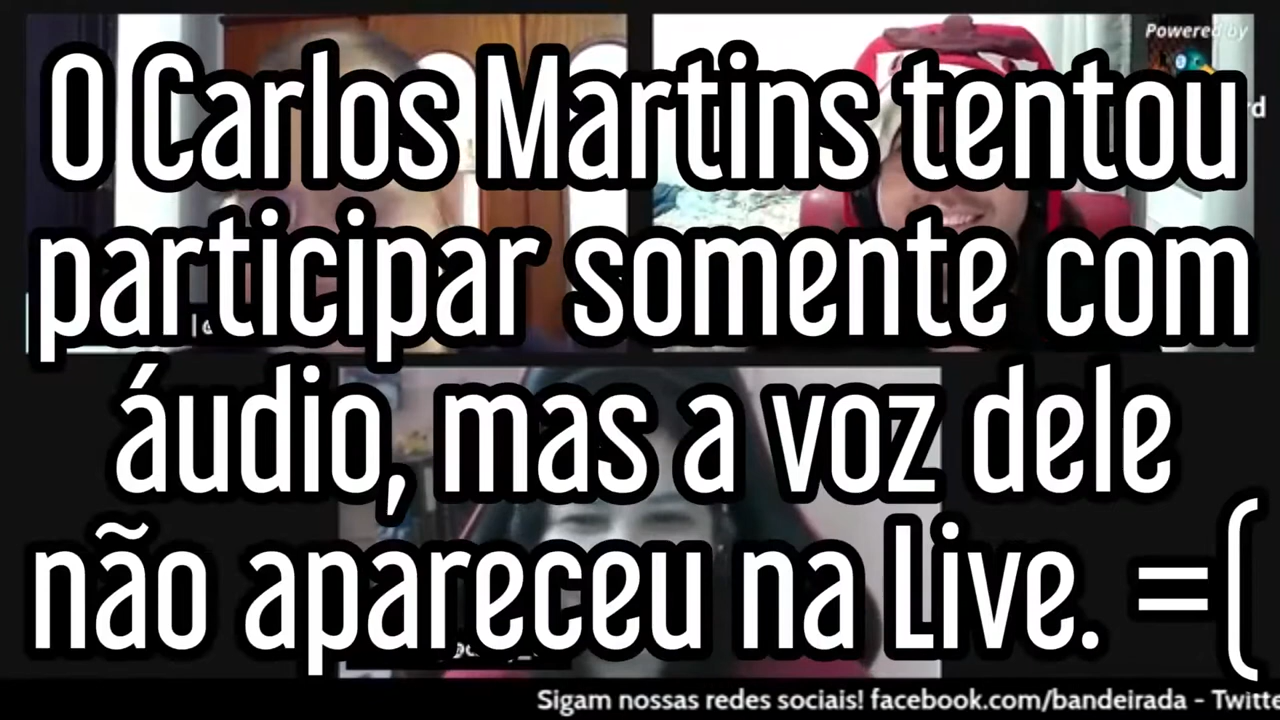 Powered by
O Carlos Martins tentou
participar somente com
áudio, mas a voz dele
não apareceu na Live. =(
Sigam nossas redes sociais! facebook.com/bandeirada - Twitte